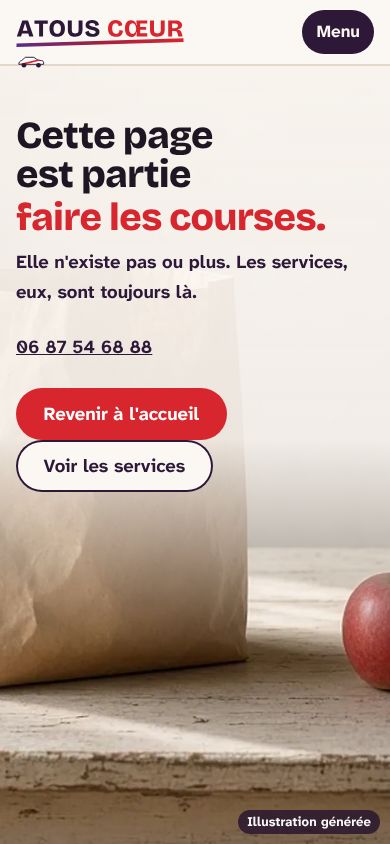 ATOUS CŒUR
Menu
Cette page
est partie
faire les courses.
Elle n'existe pas ou plus. Les services,
eux, sont toujours là.
06 87 54 68 88
Revenir à l'accueil
Voir les services
Illustration générée